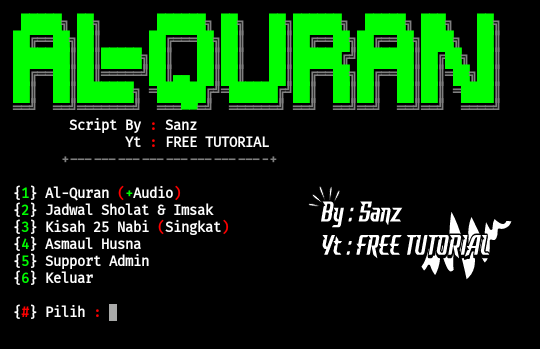 AL-QURAN
Script By : Sanz
Yt : FREE TUTORIAL
{1} Al-Quran (+Audio)
{2} Jadwal Sholat & Imsak
{3} Kisah 25 Nabi (Singkat)
{4} Asmaul Husna
{5} Support Admin
{6} Keluar
{#} Pilih :
By : Sanz
Yt : FREE TUTORIAL